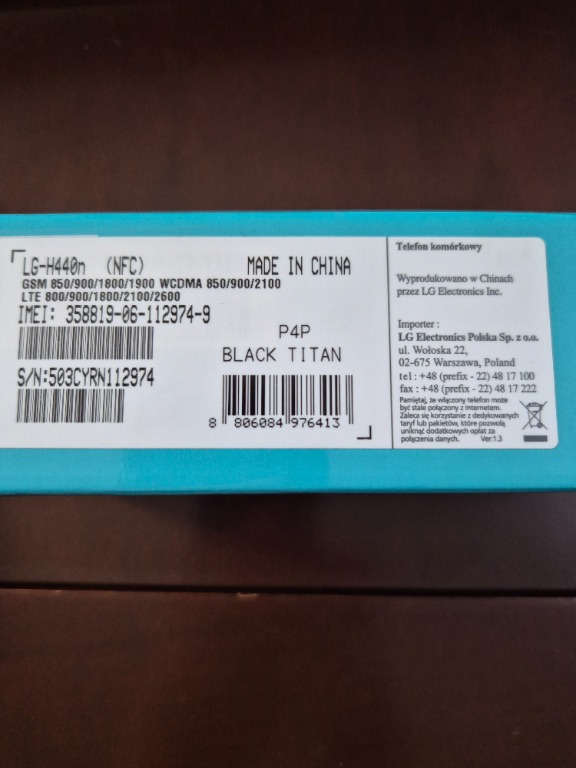 LG-H440n (NFC) MADE IN CHINA
GSM 850/900/1800/1900 WCDMA 850/900/2100
LTE 800/900/1800/2100/2600
IMEI: 358819-06-112974-9
S/N:503CYRN112974
P4P
BLACK TITAN
8 806084 976413
Telefon komórkowy
Wyprodukowano w Chinach
przez LG Electronics Inc.
Importer :
LG Electronics Polska Sp. z o.o.
ul. Wołoska 22,
02-675 Warszawa, Poland
tel : +48 (prefix - 22) 48 17 100
fax : +48 (prefix - 22) 48 17 222
Pamiętaj, że włączony telefon może
być stale połączony z Internetem.
Zaleca się korzystanie z dedykowanych
taryf lub pakietów, które pozwolą
uniknąć dodatkowych opłat za
połączenia danych. Ver:1.3